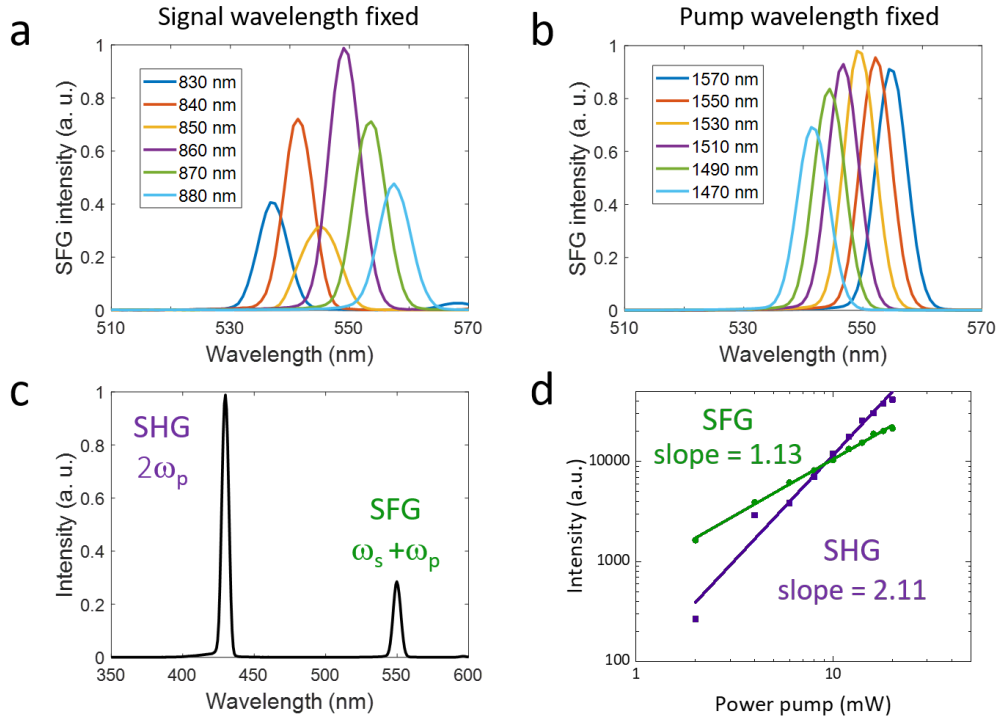 a
Signal wavelength fixed
1
0.8
0.6
0.4
0.2
0
SFG intensity (a. u.)
830 nm
840 nm
850 nm
860 nm
870 nm
880 nm
510
530
550
570
Wavelength (nm)
b
Pump wavelength fixed
1
0.8
0.6
0.4
0.2
0
SFG intensity (a. u.)
1570 nm
1550 nm
1530 nm
1510 nm
1490 nm
1470 nm
510
530
550
570
Wavelength (nm)
c
1
0.8
0.6
0.4
0.2
0
Intensity (a. u.)
SHG
2ωp
SFG
ωs +ωp
350
400
450
500
550
600
Wavelength (nm)
d
10000
1000
100
Intensity (a.u.)
SFG
slope = 1.13
SHG
slope = 2.11
1
10
Power pump (mW)